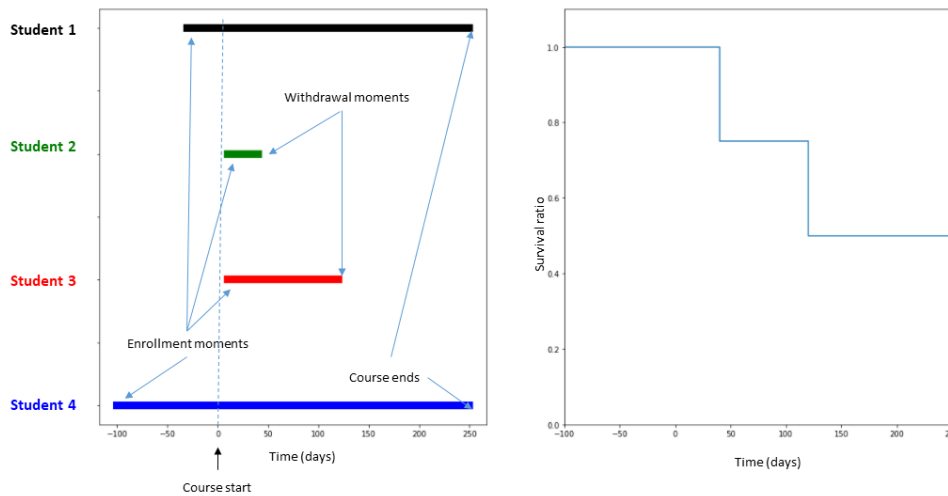 Student 1
Withdrawal moments
Student 2
Student 3
Enrollment moments
Course ends
Student 4
−100 −50 0 50 100 150 200 250
Time (days)
Course start
1.0
0.8
0.6
0.4
0.2
0.0
Survival ratio
−100 −50 0 50 100 150 200 250
Time (days)